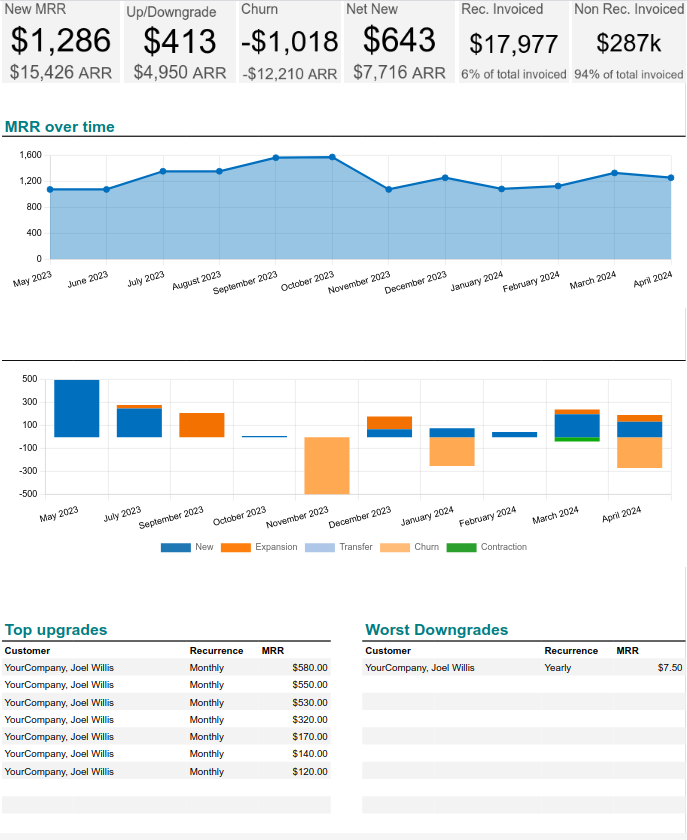 New MRR Up/Downgrade Churn Net New Rec. Invoiced Non Rec. Invoiced
$1,286 $413 -$1,018 $643 $17,977 $287k
$15,426 ARR $4,950 ARR -$12,210 ARR $7,716 ARR 6% of total invoiced 94% of total invoiced
MRR over time
1,600
1,200
800
400
0
May 2023 June 2023 July 2023 August 2023 September 2023 October 2023 November 2023 December 2023 January 2024 February 2024 March 2024 April 2024
500
300
100
-100
-300
-500
May 2023 July 2023 September 2023 October 2023 November 2023 December 2023 January 2024 February 2024 March 2024 April 2024
New Expansion Transfer Churn Contraction
Top upgrades
Customer Recurrence MRR
YourCompany, Joel Willis Monthly $580.00
YourCompany, Joel Willis Monthly $550.00
YourCompany, Joel Willis Monthly $530.00
YourCompany, Joel Willis Monthly $320.00
YourCompany, Joel Willis Monthly $170.00
YourCompany, Joel Willis Monthly $140.00
YourCompany, Joel Willis Monthly $120.00
Worst Downgrades
Customer Recurrence MRR
YourCompany, Joel Willis Yearly $7.50